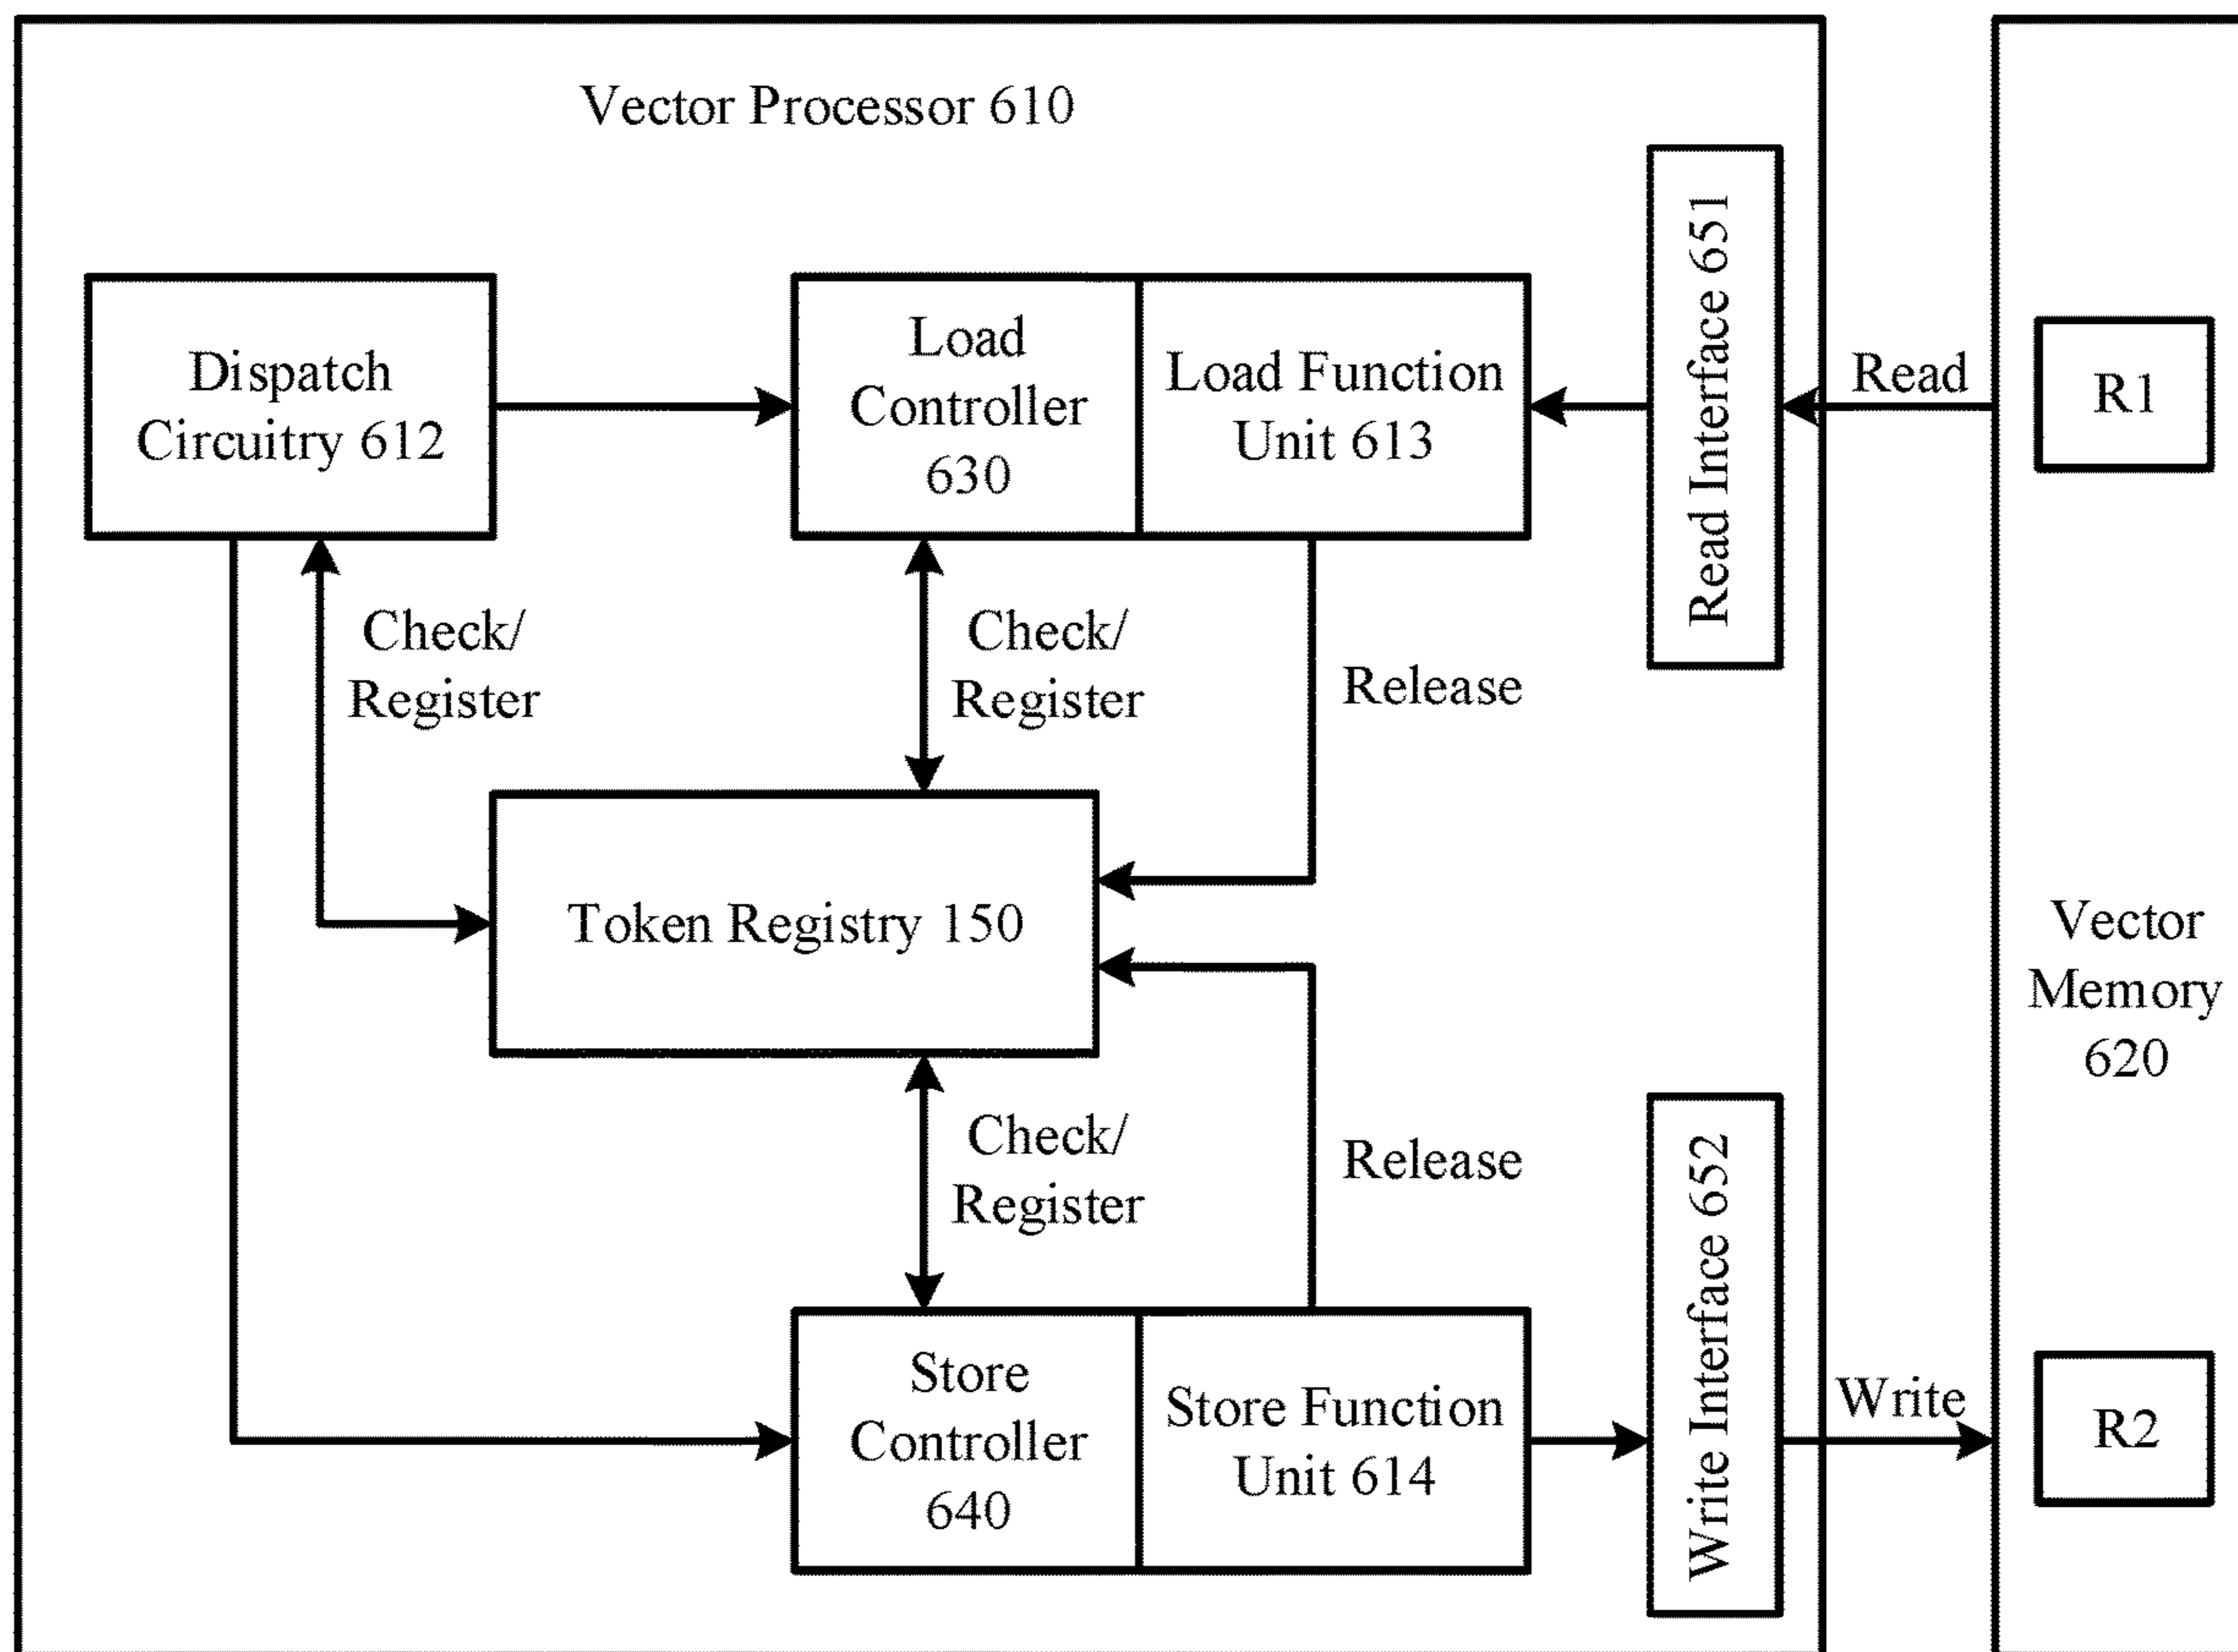 Vector Processor 610
Dispatch
Circuitry 612
Load
Controller
630
Load Function
Unit 613
Read Interface 651
Read
R1
Check/
Register
Check/
Register
Release
Token Registry 150
Vector
Memory
620
Check/
Register
Release
Store
Controller
640
Store Function
Unit 614
Write Interface 652
Write
R2